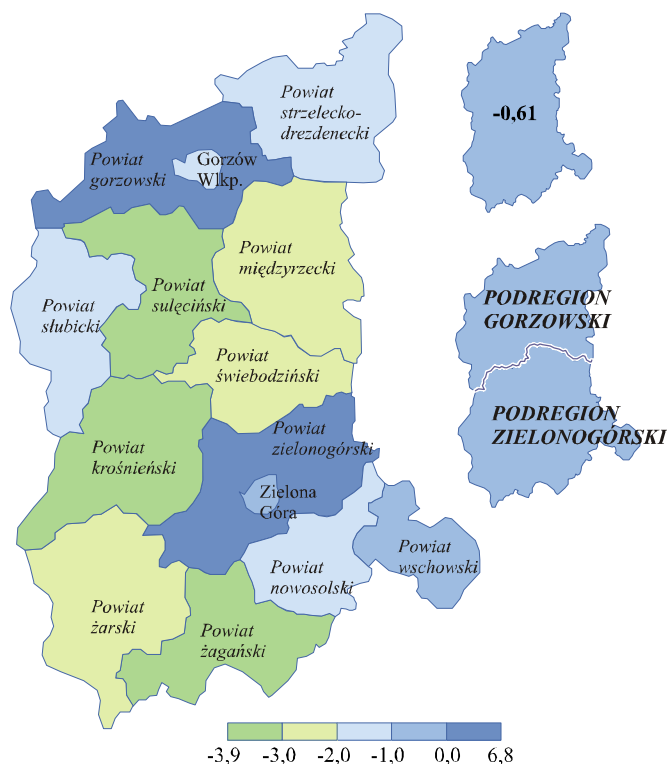 Powiat
strzelecko-
drezdenecki
-0,61
Powiat
gorzowski
Gorzów
Wlkp.
Powiat
międzyrzecki
Powiat
sulęciński
Powiat
słubicki
PODREGION
GORZOWSKI
Powiat
świebodziński
PODREGION
ZIELONOGÓRSKI
Powiat
zielonogórski
Powiat
krośnieński
Zielona
Góra
Powiat
wschowski
Powiat
nowosolski
Powiat
żarski
Powiat
żagański
-3,9 -3,0 -2,0 -1,0 0,0 6,8